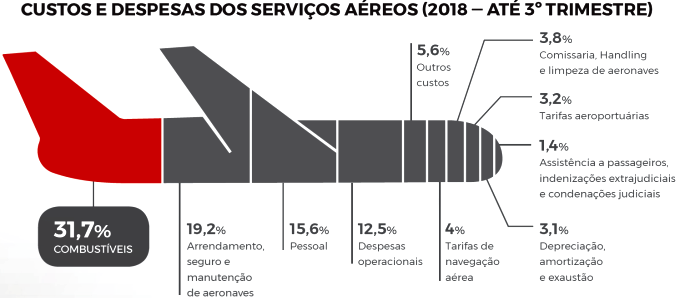 CUSTOS E DESPESAS DOS SERVIÇOS AÉREOS (2018 — ATÉ 3º TRIMESTRE)
31,7%
COMBUSTÍVEIS
19,2%
Arrendamento,
seguro e
manutenção
de aeronaves
15,6%
Pessoal
12,5%
Despesas
operacionais
5,6%
Outros
custos
4%
Tarifas de
navegação
aérea
3,8%
Comissaria, Handling
e limpeza de aeronaves
3,2%
Tarifas aeroportuárias
1,4%
Assistência a passageiros,
indenizações extrajudiciais
e condenações judiciais
3,1%
Depreciação,
amortização
e exaustão